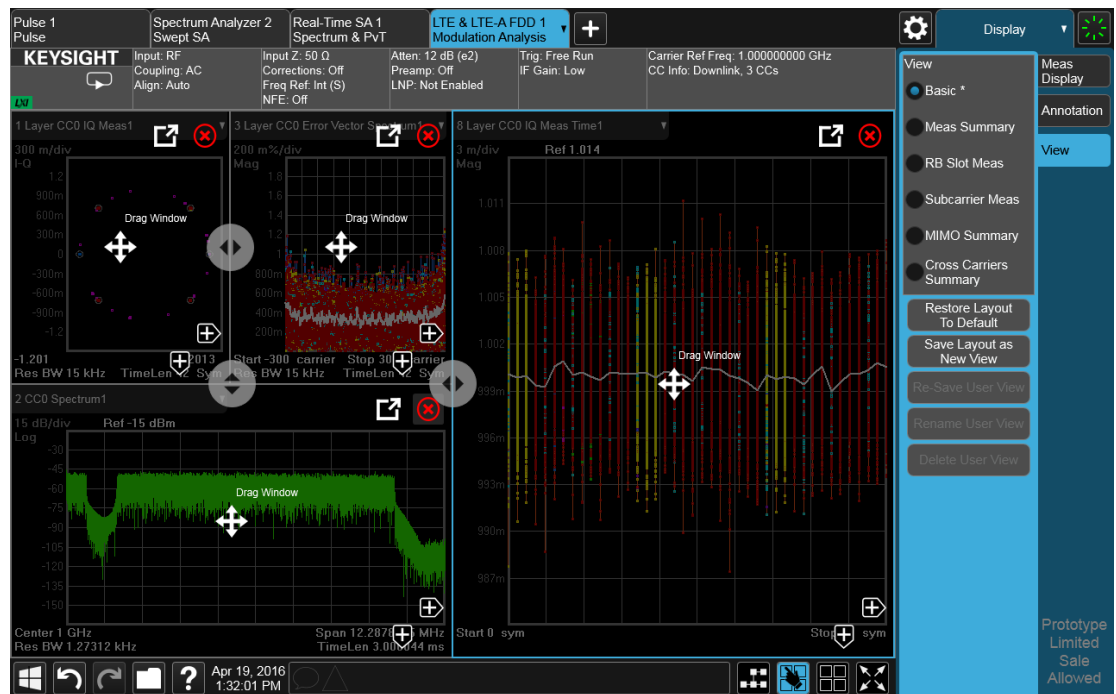 Pulse 1
Pulse
Spectrum Analyzer 2
Swept SA
Real-Time SA 1
Spectrum & PvT
LTE & LTE-A FDD 1
Modulation Analysis
Display
KEYSIGHT
LXI
Input: RF
Coupling: AC
Align: Auto
Input Z: 50 Ω
Corrections: Off
Freq Ref: Int (S)
NFE: Off
Atten: 12 dB (e2)
Preamp: Off
LNP: Not Enabled
Trig: Free Run
IF Gain: Low
Carrier Ref Freq: 1.000000000 GHz
CC Info: Downlink, 3 CCs
1 Layer CC0 IQ Meas1
300 m/div
I-Q
1.2
900m
600m
300m
0
-300m
-600m
-900m
-1.2
Drag Window
-1.201
2013
Res BW 15 kHz TimeLen Sym
3 Layer CC0 Error Vector Spectrum1
200 m%/div
Mag
1.8
1.6
1.4
1.2
1
800m
600m
400m
200m
Drag Window
Start -300 carrier Stop
Res BW 15 kHz TimeLen
2 CC0 Spectrum1
15 dB/div Ref -15 dBm
Log
-30
-45
-60
-75
-90
-105
-120
-135
-150
Drag Window
Center 1 GHz
Span 12.287 MHz
Res BW 1.27312 kHz
TimeLen ms
8 Layer CC0 IQ Meas Time1
3 m/div Ref 1.014
Mag
1.011
1.008
1.005
1.002
999m
996m
993m
990m
987m
Drag Window
Start 0 sym
sym
View
Basic *
Meas Summary
RB Slot Meas
Subcarrier Meas
MIMO Summary
Cross Carriers
Summary
Restore Layout
To Default
Save Layout as
New View
Re-Save User View
Rename User View
Delete User View
Meas
Display
Annotation
View
Prototype
Limited
Sale
Allowed
?
Apr 19, 2016
1:32:01 PM